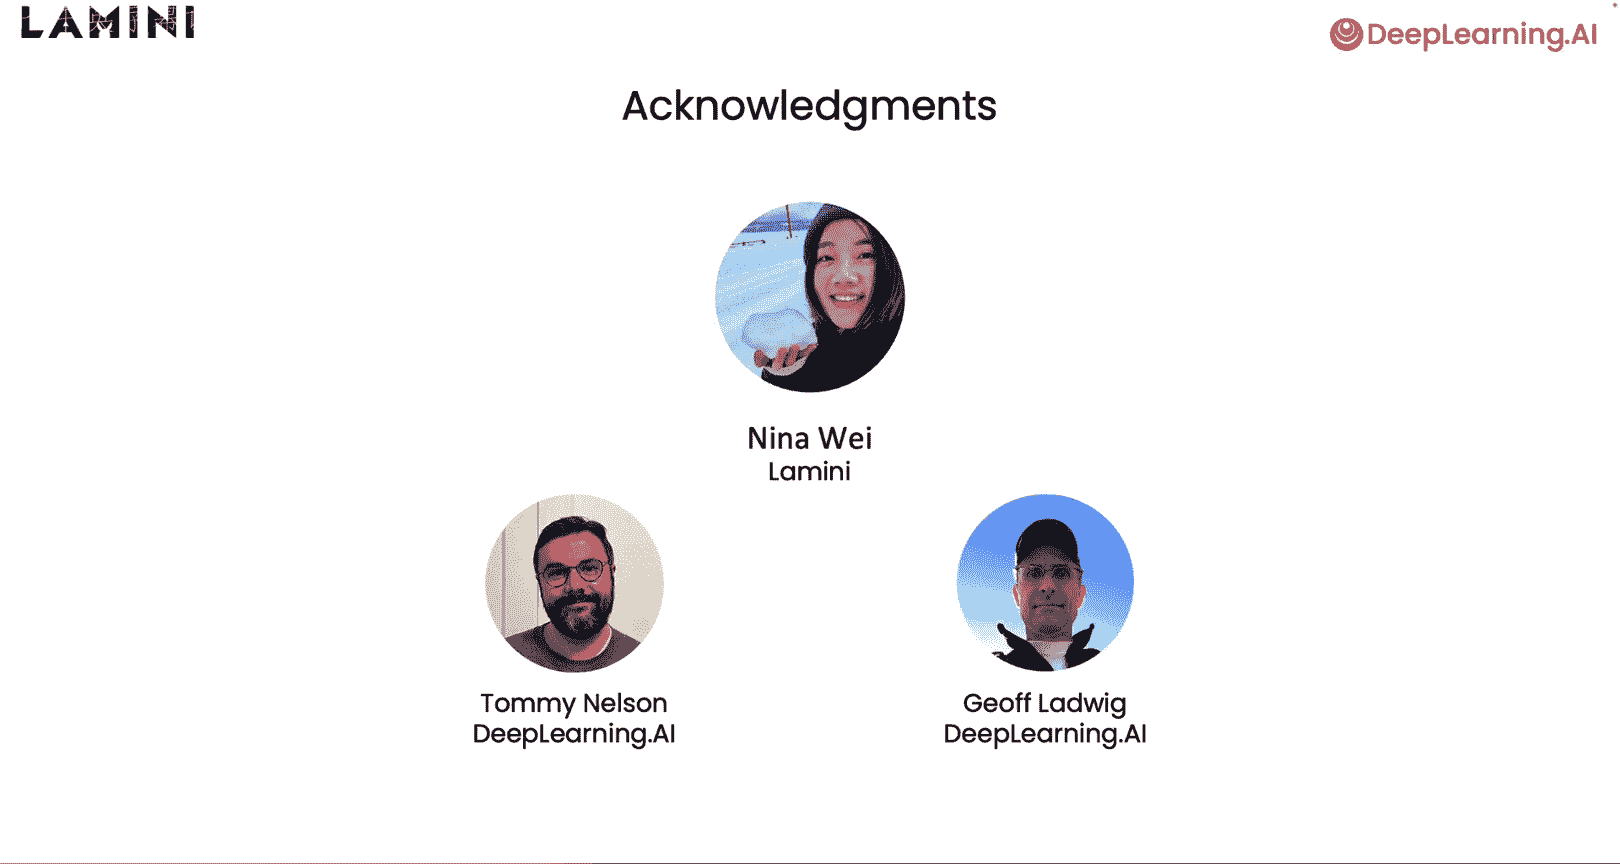 LAMINI
DeepLearning.AI
Acknowledgments
Nina Wei
Lamini
Tommy Nelson
DeepLearning.AI
Geoff Ladwig
DeepLearning.AI